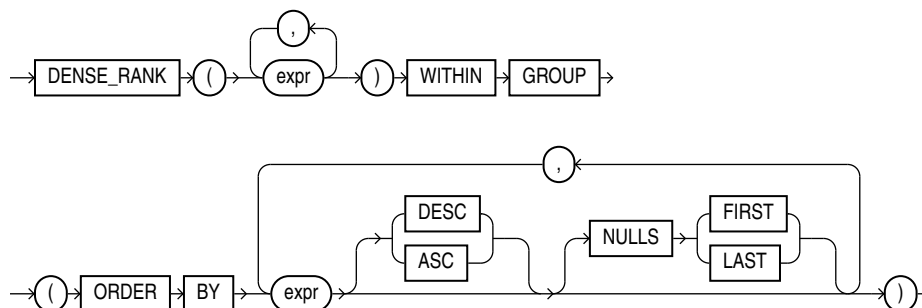 ,
DENSE_RANK ( expr ) WITHIN GROUP
,
DESC FIRST
NULLS
ASC LAST
( ORDER BY expr )